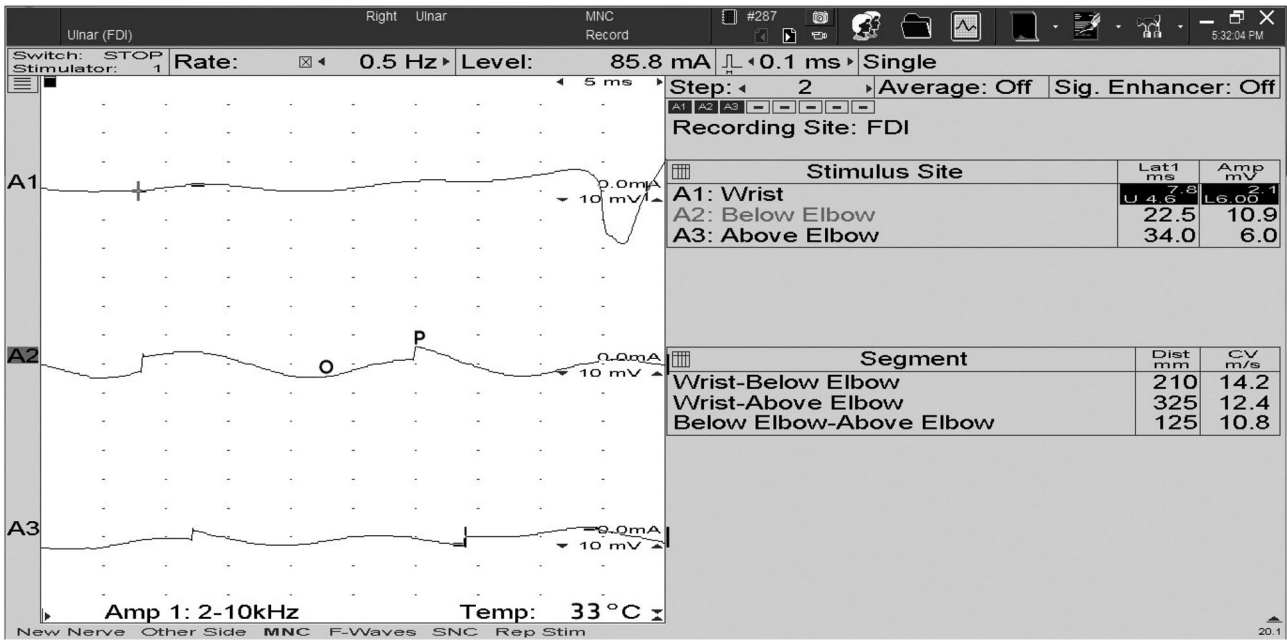 Right Ulnar MNC #287
Ulnar (FDI) Record 5:32:04 PM
Switch: STOP
Stimulator: 1
Rate: 0.5 Hz Level: 85.8 mA 0.1 ms Single
5 ms
Step: 2 Average: Off Sig. Enhancer: Off
A1 A2 A3
Recording Site: FDI
Stimulus Site Lat1 ms Amp mV
A1: Wrist 7.8 2.1
U 4.6 L6.00
A2: Below Elbow 22.5 10.9
A3: Above Elbow 34.0 6.0
A1
0.0mA
10 mV
P
A2
O
0.0mA
10 mV
Segment Dist mm CV m/s
Wrist-Below Elbow 210 14.2
Wrist-Above Elbow 325 12.4
Below Elbow-Above Elbow 125 10.8
A3
0.0mA
10 mV
Amp 1: 2-10kHz Temp: 33°C
New Nerve Other Side MNC F-Waves SNC Rep Stim 20.1